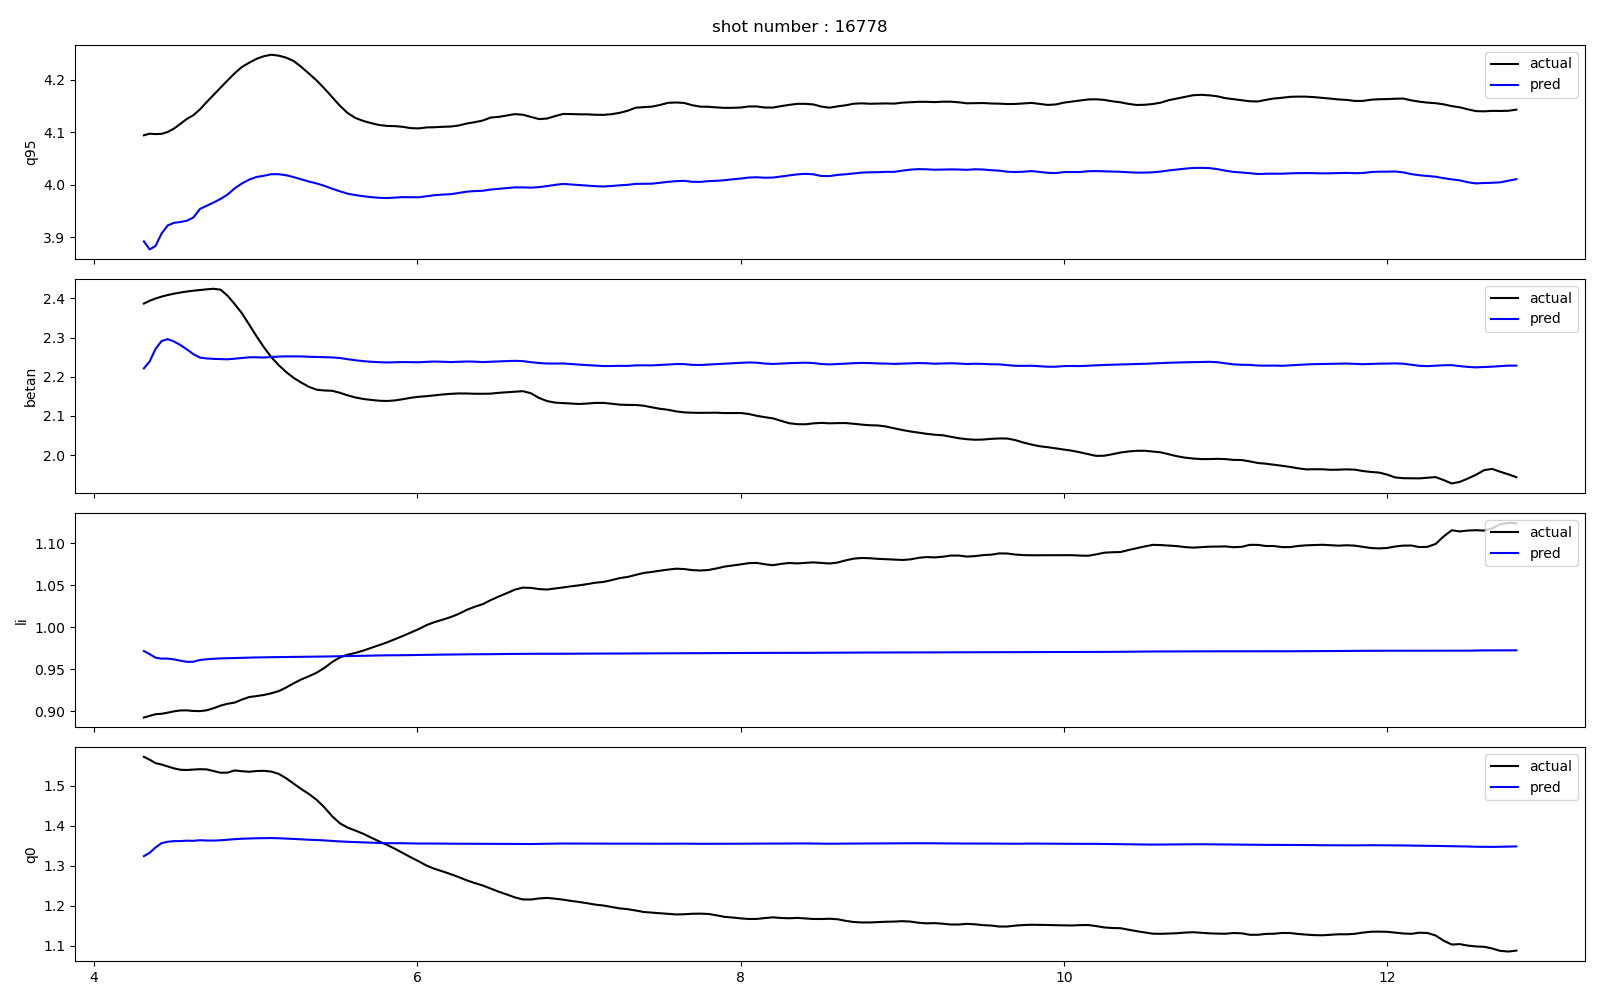 shot number : 16778
q95
4.2
4.1
4.0
3.9
actual
pred
betan
2.4
2.3
2.2
2.1
2.0
actual
pred
li
1.10
1.05
1.00
0.95
0.90
actual
pred
q0
1.5
1.4
1.3
1.2
1.1
actual
pred
4 6 8 10 12